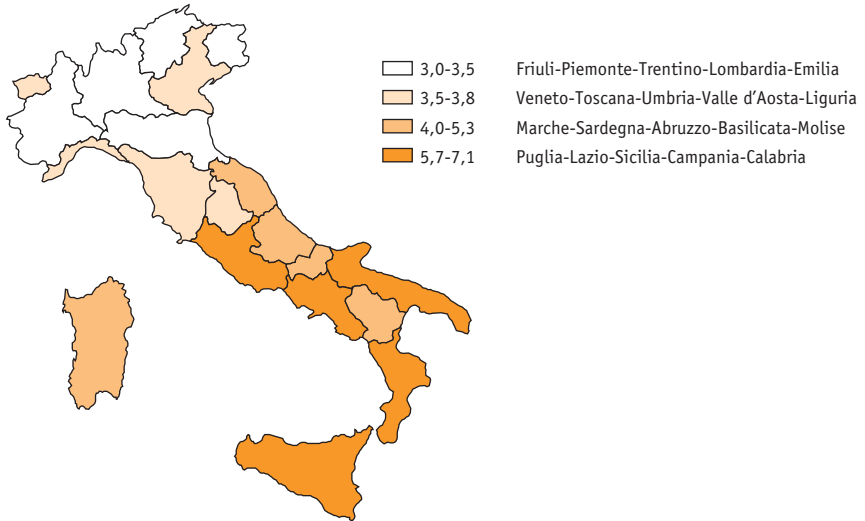 3,0-3,5 Friuli-Piemonte-Trentino-Lombardia-Emilia
3,5-3,8 Veneto-Toscana-Umbria-Valle d'Aosta-Liguria
4,0-5,3 Marche-Sardegna-Abruzzo-Basilicata-Molise
5,7-7,1 Puglia-Lazio-Sicilia-Campania-Calabria